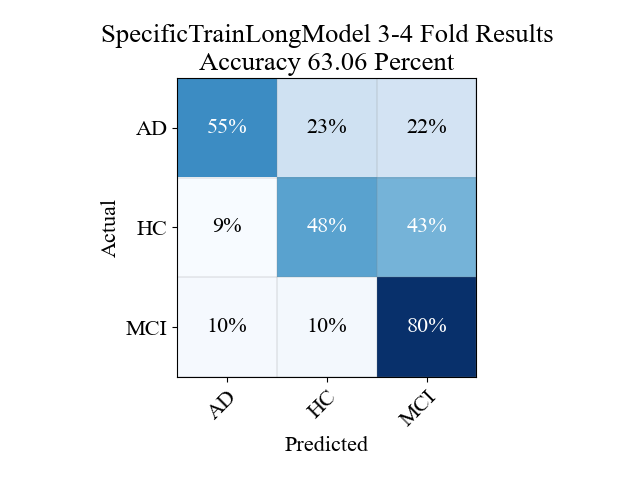 SpecificTrainLongModel 3-4 Fold Results
Accuracy 63.06 Percent
AD 55% 23% 22%
Actual
HC 9% 48% 43%
MCI 10% 10% 80%
AD HC MCI
Predicted